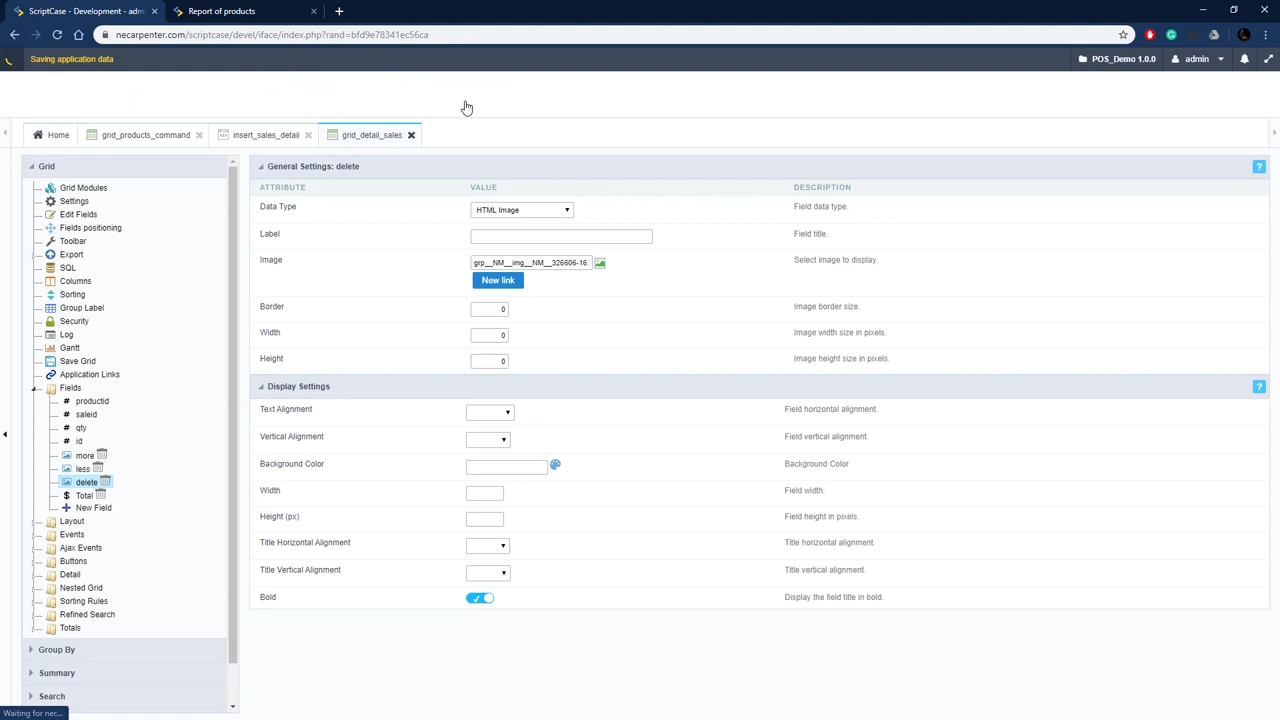 ScriptCase - Development - adm
Report of products
necarpenter.com/scriptcase/devel/iface/index.php?rand=bfd9e78341ec56ca
Saving application data
POS_Demo 1.0.0
admin
Home
grid_products_command
insert_sales_detail
grid_detail_sales
Grid
Grid Modules
Settings
Edit Fields
Fields positioning
Toolbar
Export
SQL
Columns
Sorting
Group Label
Security
Log
Gantt
Save Grid
Application Links
Fields
productid
saleid
qty
id
more
less
delete
Total
New Field
Layout
Events
Ajax Events
Buttons
Detail
Nested Grid
Sorting Rules
Refined Search
Totals
Group By
Summary
Search
Waiting for nec...
General Settings: delete
ATTRIBUTE VALUE DESCRIPTION
Data Type HTML Image Field data type.
Label Field title.
Image grp__NM__img__NM__326606-16. Select image to display.
New link
Border 0 Image border size.
Width 0 Image width size in pixels.
Height 0 Image height size in pixels.
Display Settings
Text Alignment Field horizontal alignment.
Vertical Alignment Field vertical alignment.
Background Color Background Color
Width Field width.
Height (px) Field height in pixels.
Title Horizontal Alignment Title horizontal alignment.
Title Vertical Alignment Title vertical alignment.
Bold Display the field title in bold.